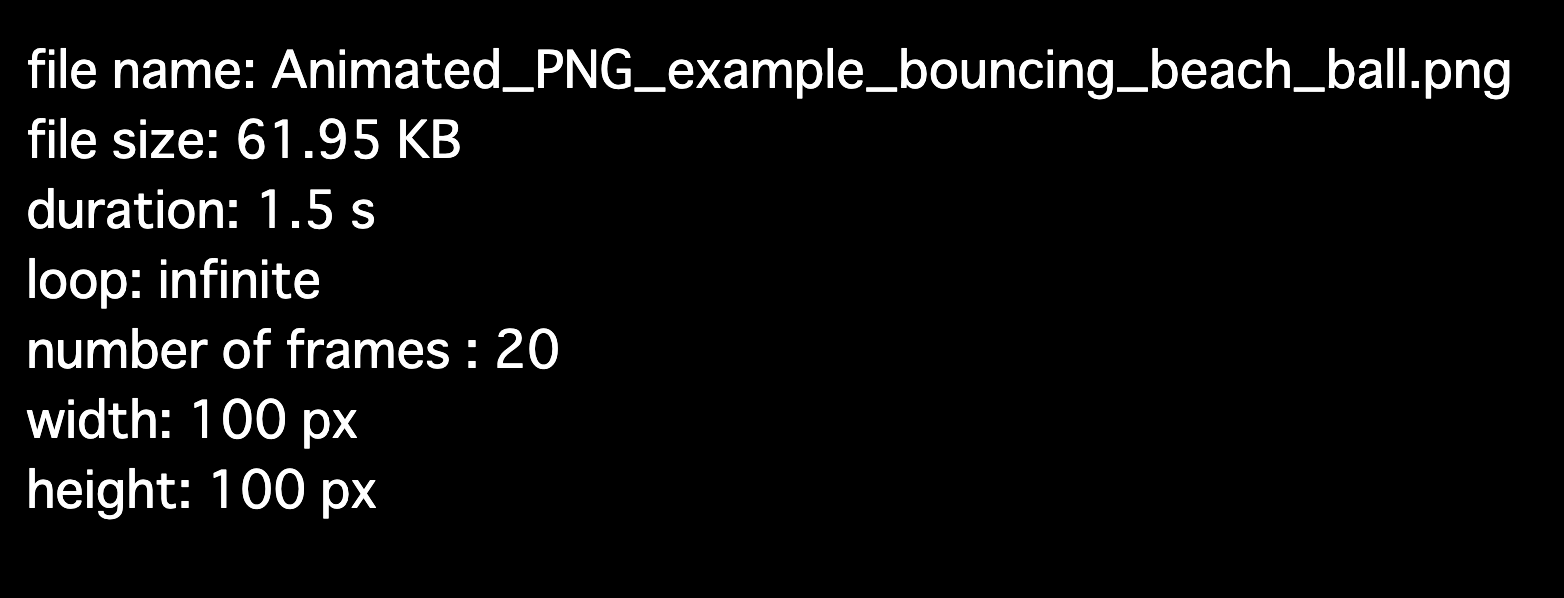 file name: Animated_PNG_example_bouncing_beach_ball.png
file size: 61.95 KB
duration: 1.5 s
loop: infinite
number of frames : 20
width: 100 px
height: 100 px